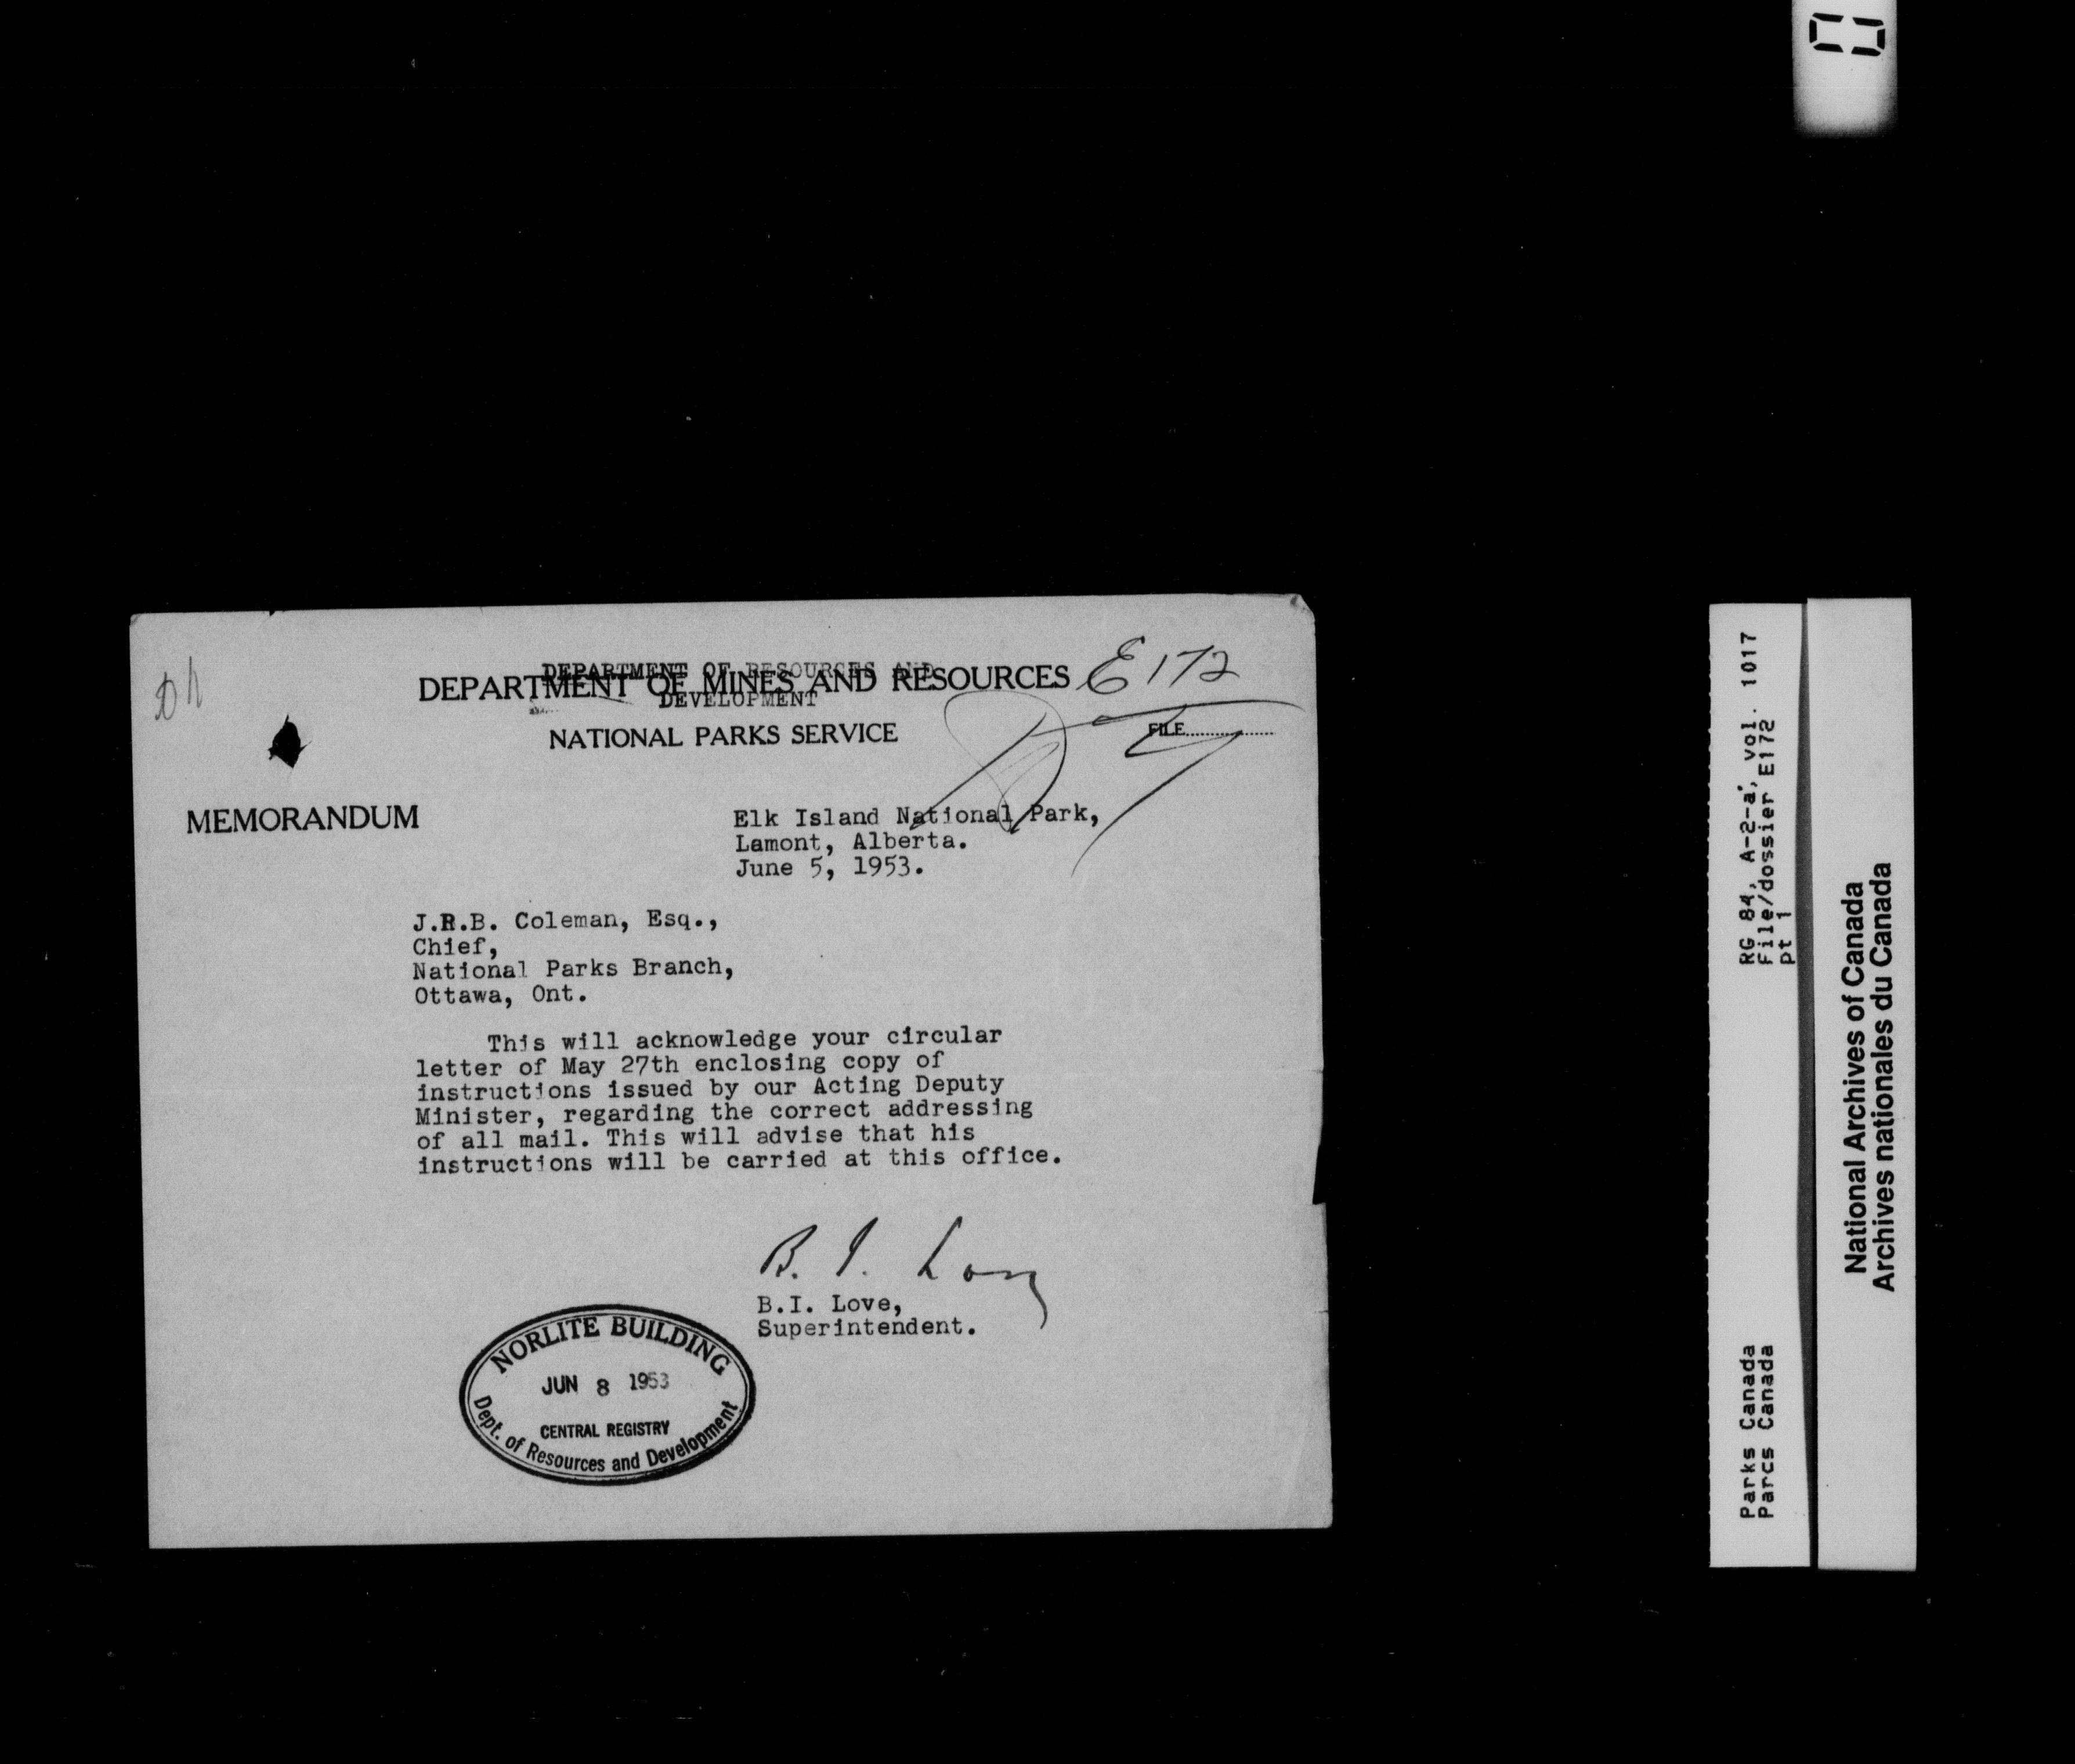 DEPARTMENT OF RESOURCES AND
DEPARTMENT OF MINES AND RESOURCES
DEVELOPMENT
E172
NATIONAL PARKS SERVICE
FILE
MEMORANDUM
Elk Island National Park,
Lamont, Alberta.
June 5, 1953.
J.R.B. Coleman, Esq.,
Chief,
National Parks Branch,
Ottawa, Ont.
This will acknowledge your circular
letter of May 27th enclosing copy of
instructions issued by our Acting Deputy
Minister, regarding the correct addressing
of all mail. This will advise that his
instructions will be carried at this office.
B. I. Love
B.I. Love,
Superintendent.
NORLITE BUILDING
JUN 8 1953
CENTRAL REGISTRY
Dept. of Resources and Development
RG 84, A-2-a, vol. 1017
File/dossier E172
pt 1
Parks Canada
Parcs Canada
National Archives of Canada
Archives nationales du Canada